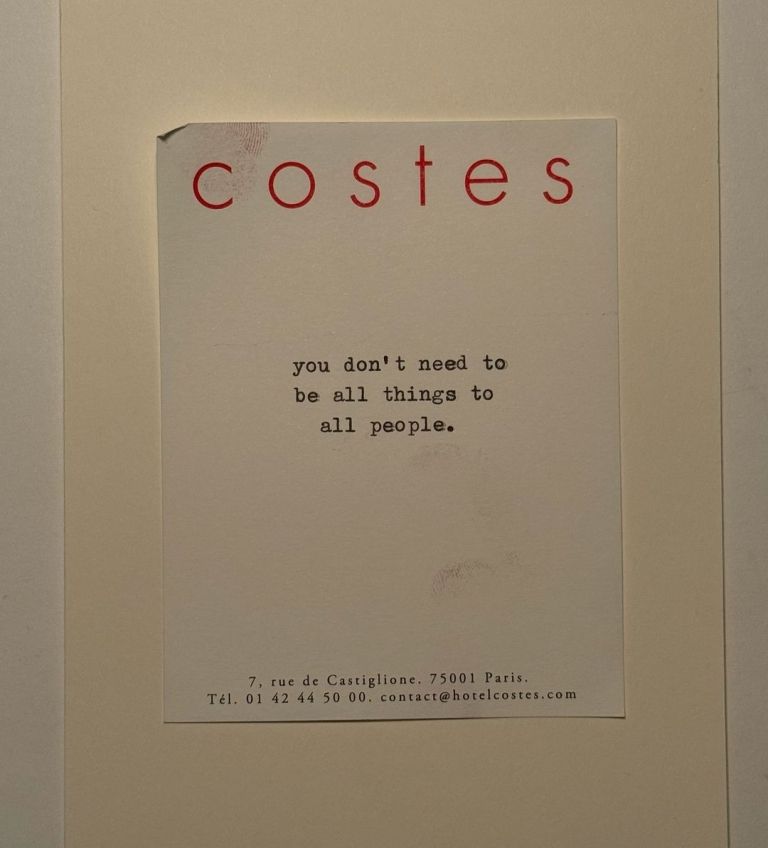 costes
you don't need to
be all things to
all people.
7, rue de Castiglione. 75001 Paris.
Tél. 01 42 44 50 00. contact@hotelcostes.com